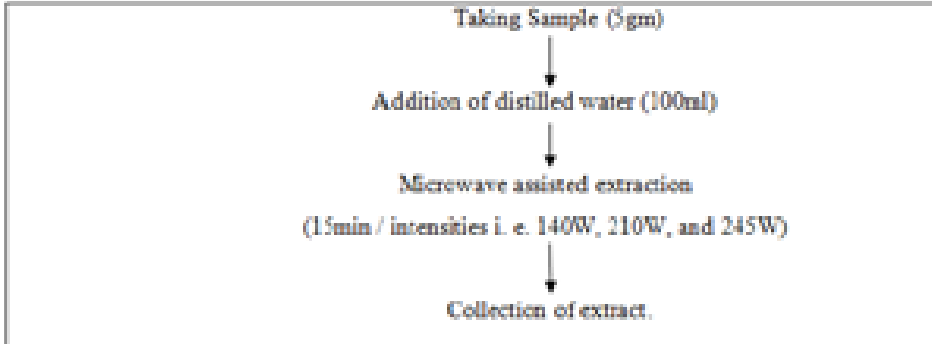 Taking Sample (5gm)
Addition of distilled water (100ml)
Microwave assisted extraction
(15min / intensities i. e. 140W, 210W, and 245W)
Collection of extract.